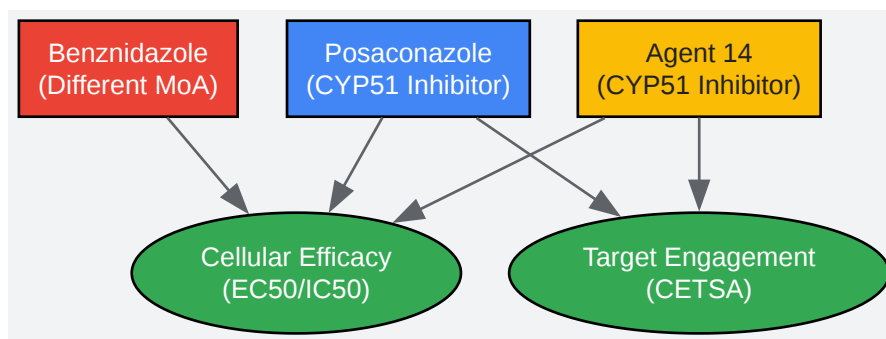 Benznidazole
(Different MoA)
Posaconazole
(CYP51 Inhibitor)
Agent 14
(CYP51 Inhibitor)
Cellular Efficacy
(EC50/IC50)
Target Engagement
(CETSA)